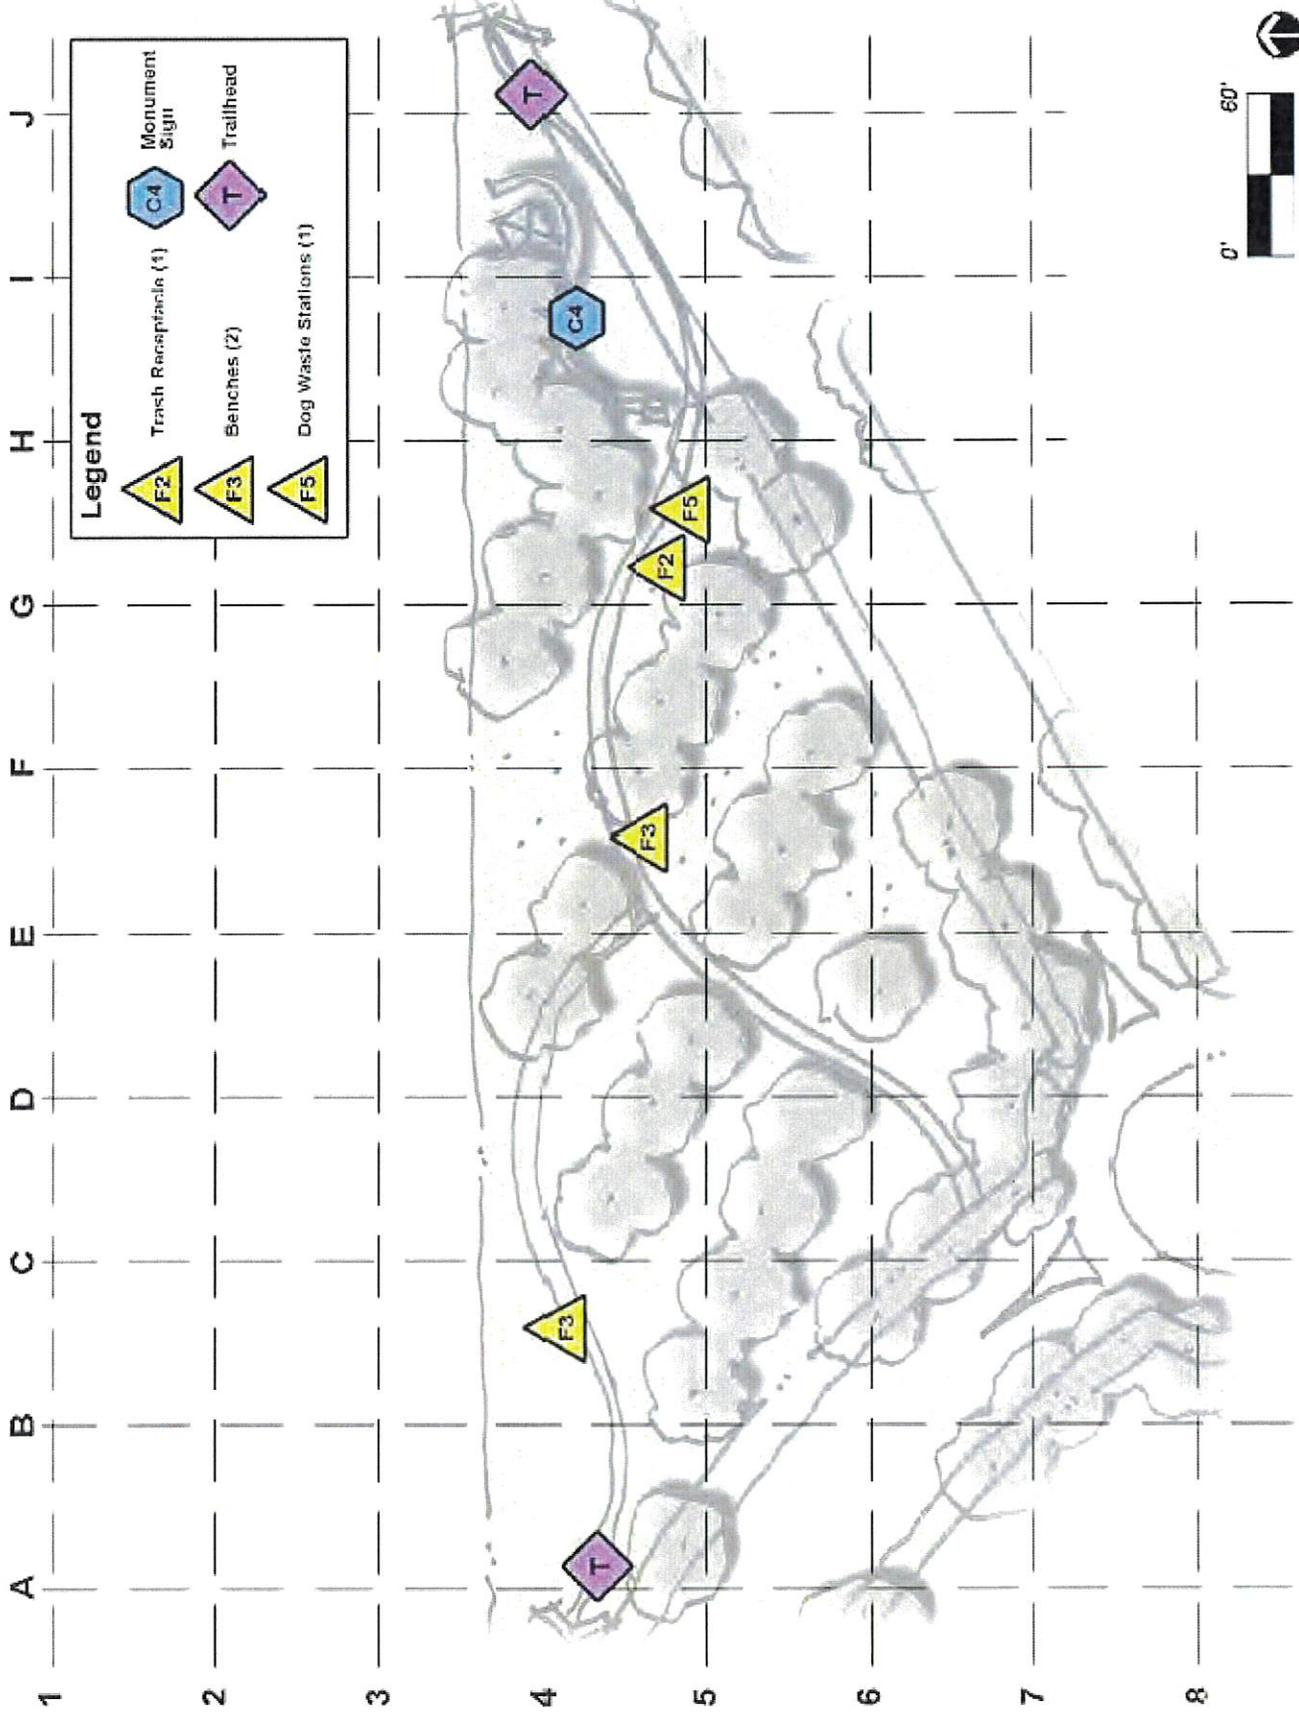 Legend
F2 Trash Receptacle (1)
C4 Monument Sign
F3 Benches (2)
T Trailhead
F5 Dog Waste Stations (1)
A B C D E F G H I J
1
2
3
4
5
6
7
8
T
F3
F3
F2
F5
C4
T
0' 60'